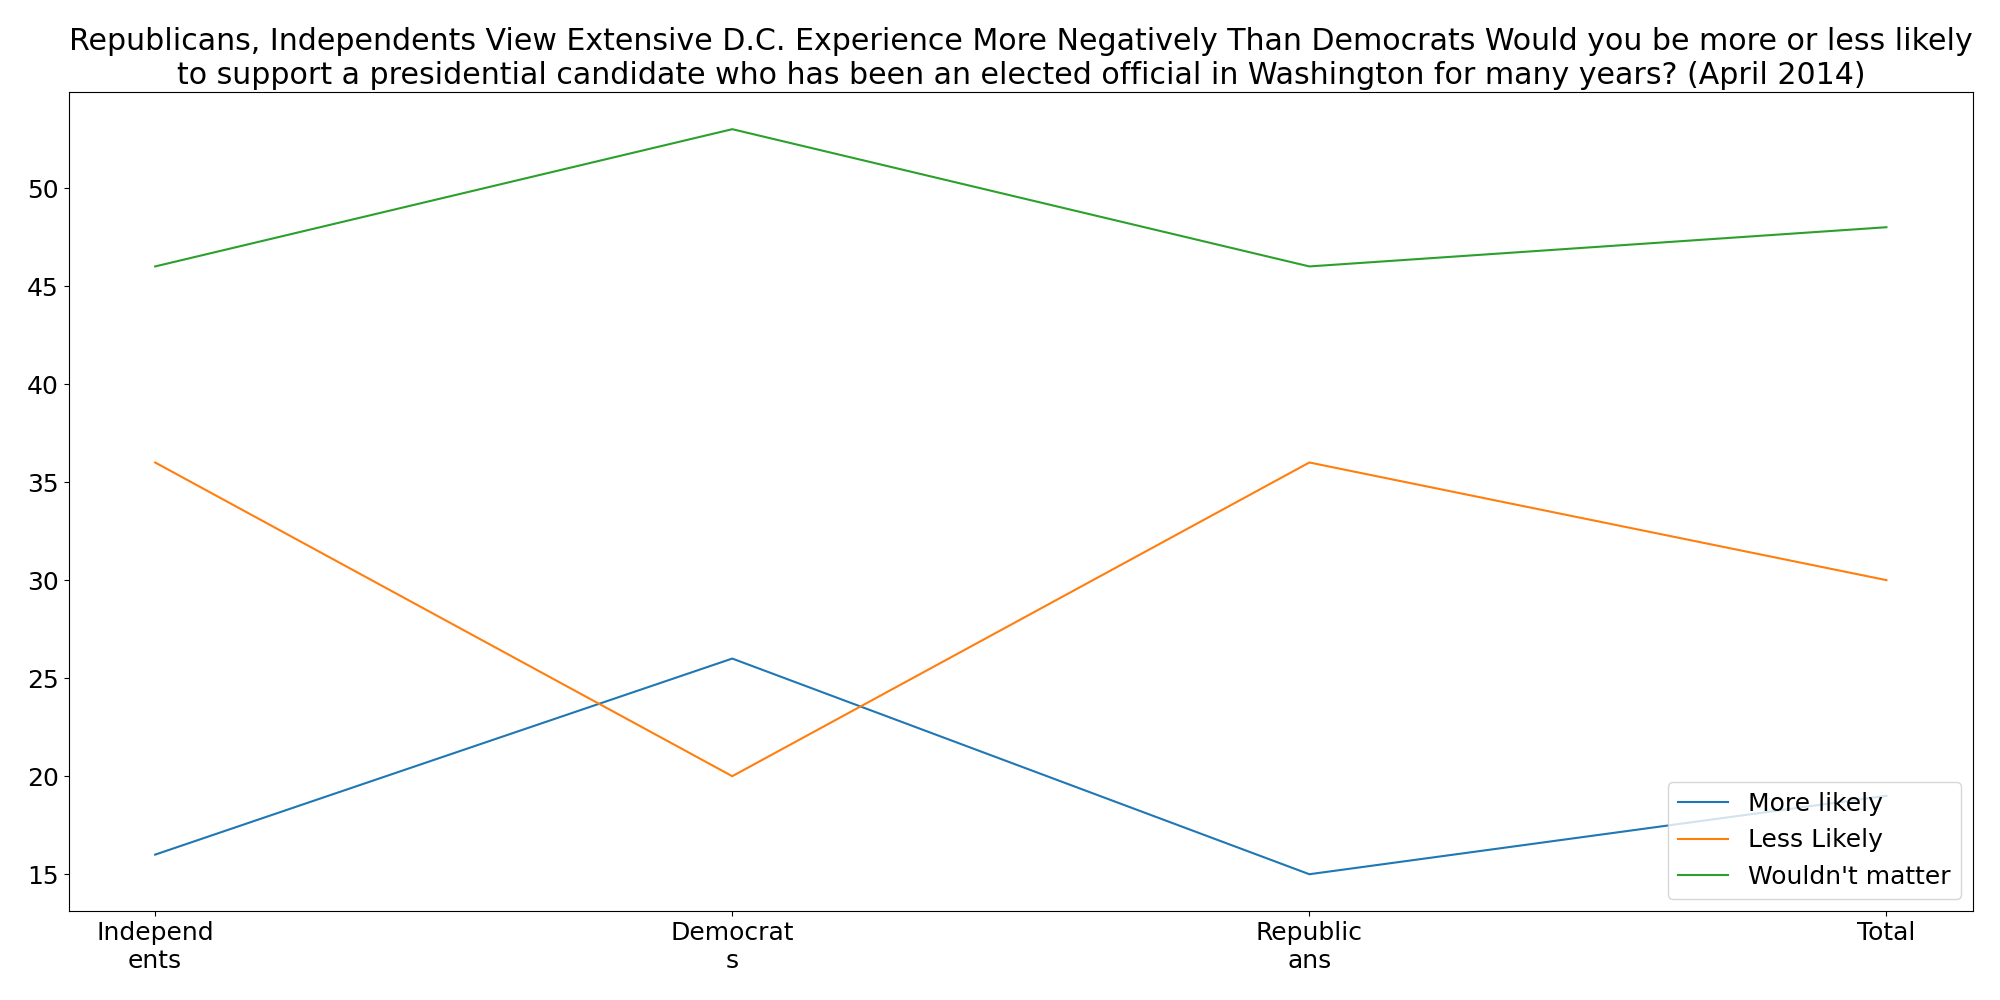 Republicans, Independents View Extensive D.C. Experience More Negatively Than Democrats Would you be more or less likely
to support a presidential candidate who has been an elected official in Washington for many years? (April 2014)
50
45
40
35
30
25
20
15
More likely
Less Likely
Wouldn't matter
Independ
ents
Democrat
s
Republic
ans
Total